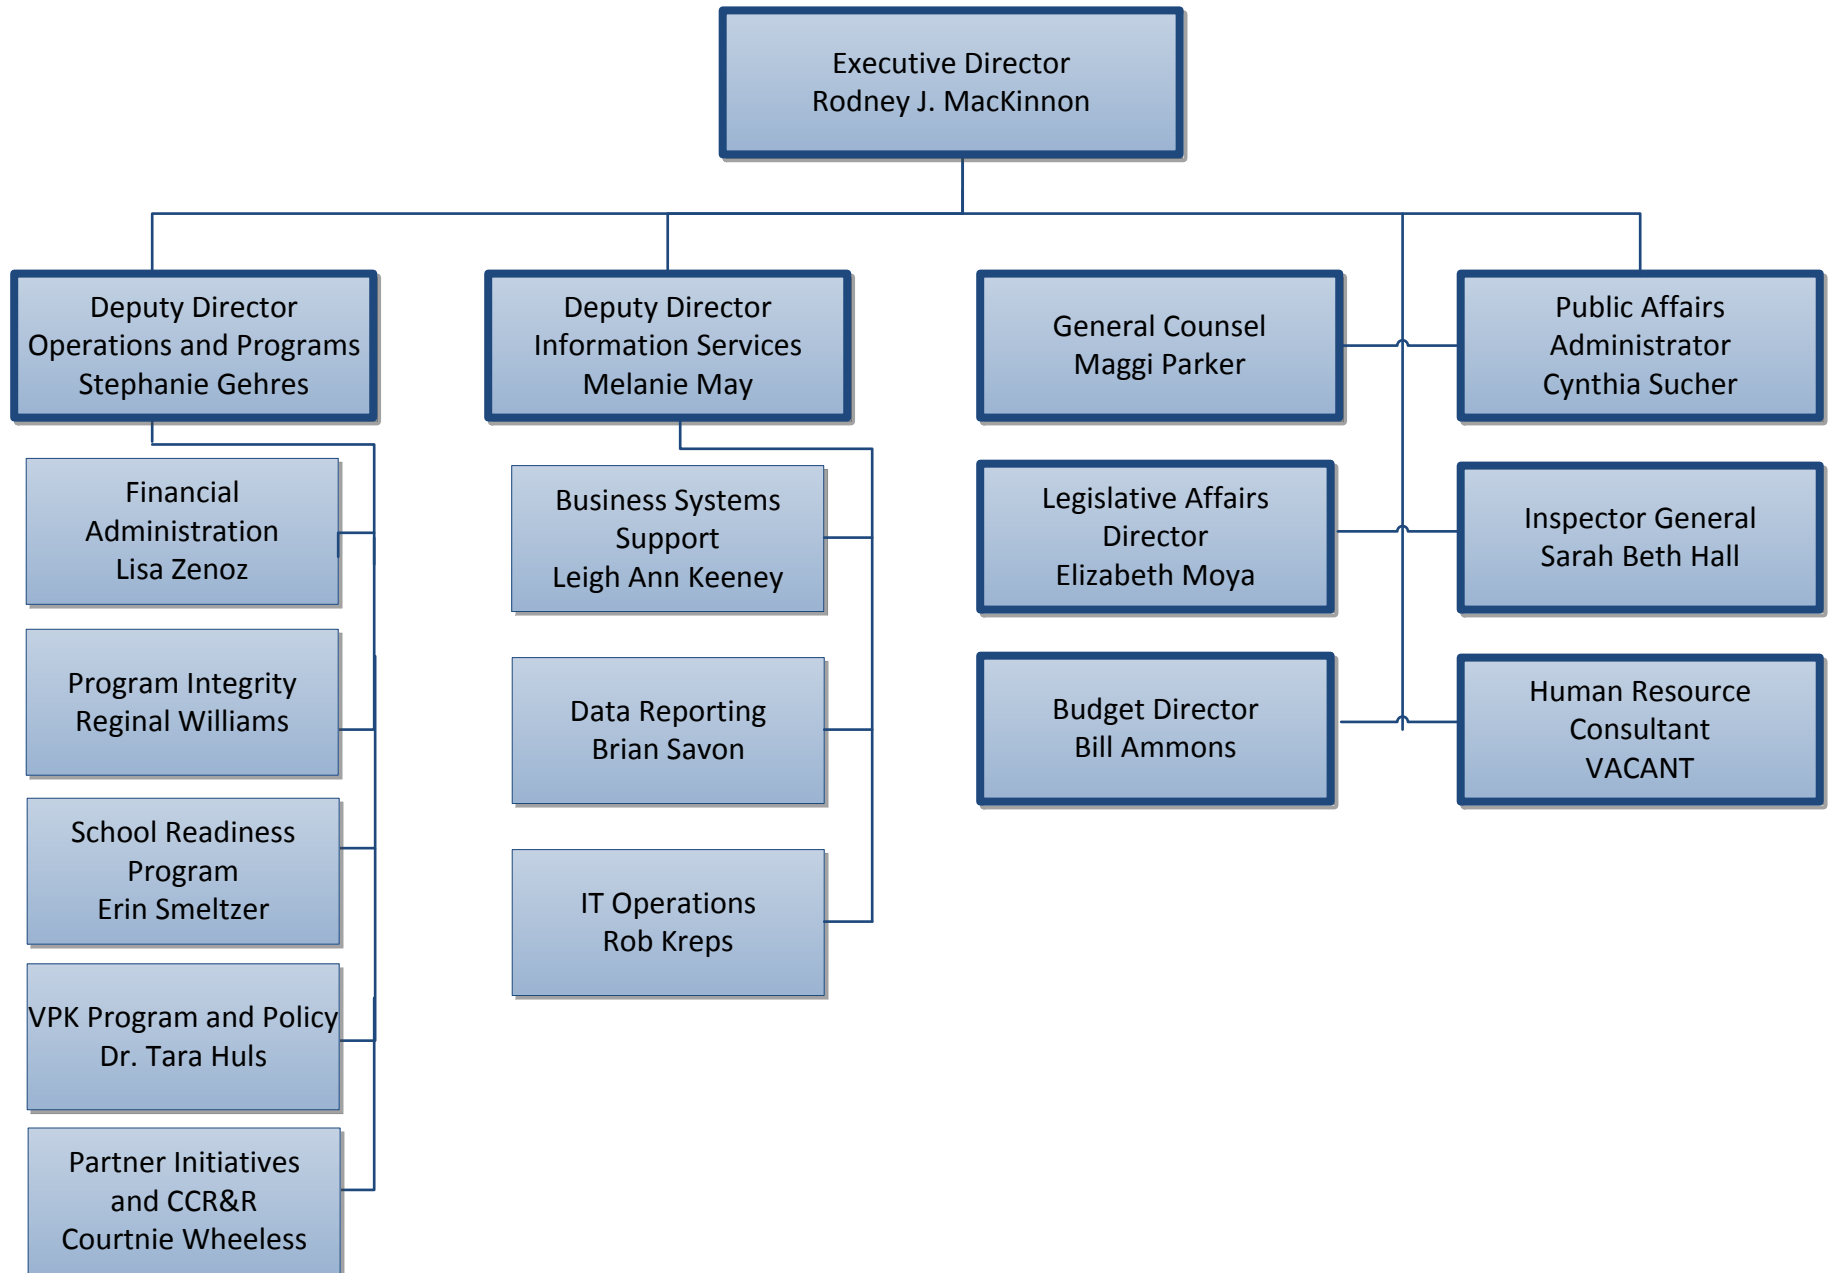 Executive Director
Rodney J. MacKinnon
Deputy Director
Operations and Programs
Stephanie Gehres
Deputy Director
Information Services
Melanie May
General Counsel
Maggi Parker
Public Affairs
Administrator
Cynthia Sucher
Financial
Administration
Lisa Zenoz
Business Systems
Support
Leigh Ann Keeney
Legislative Affairs
Director
Elizabeth Moya
Inspector General
Sarah Beth Hall
Program Integrity
Reginal Williams
Data Reporting
Brian Savon
Budget Director
Bill Ammons
Human Resource
Consultant
VACANT
School Readiness
Program
Erin Smeltzer
IT Operations
Rob Kreps
VPK Program and Policy
Dr. Tara Huls
Partner Initiatives
and CCR&R
Courtnie Wheeless